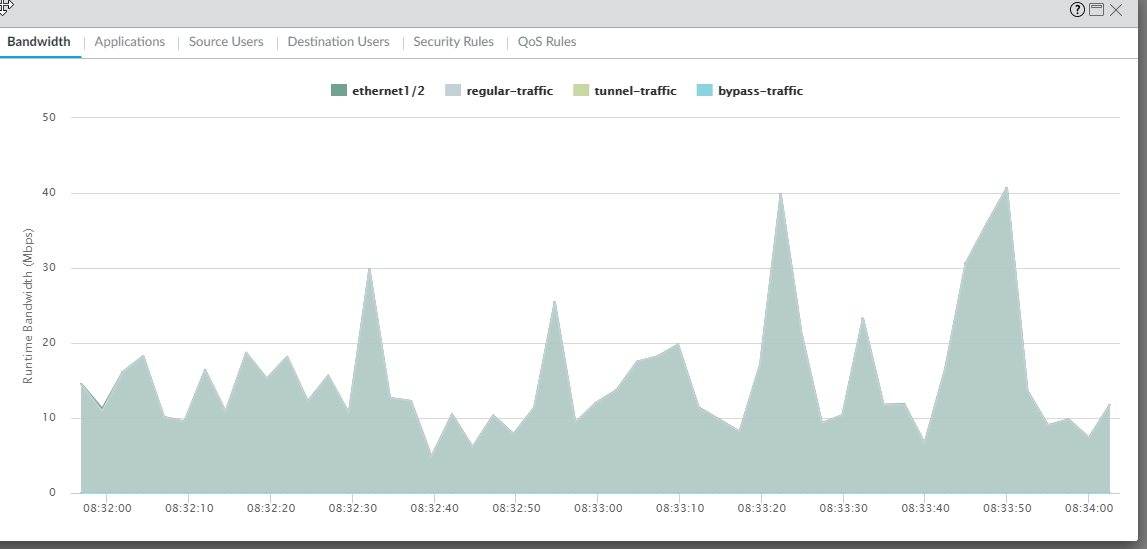 ?
Bandwidth | Applications | Source Users | Destination Users | Security Rules | QoS Rules
ethernet1/2 regular-traffic tunnel-traffic bypass-traffic
Runtime Bandwidth (Mbps)
50
40
30
20
10
0
08:32:00 08:32:10 08:32:20 08:32:30 08:32:40 08:32:50 08:33:00 08:33:10 08:33:20 08:33:30 08:33:40 08:33:50 08:34:00